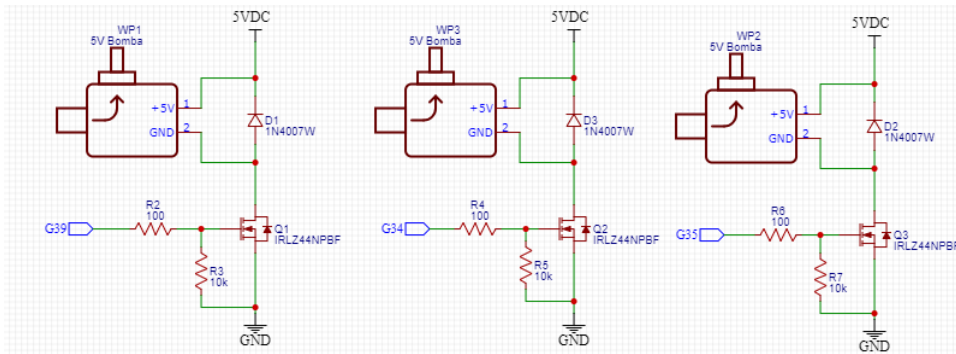 5VDC
WP1
5V Bomba
+5V 1
GND 2
D1
1N4007W
R2
100
G39
Q1
IRLZ44NPBF
R3
10k
GND
5VDC
WP3
5V Bomba
+5V 1
GND 2
D3
1N4007W
R4
100
G34
Q2
IRLZ44NPBF
R5
10k
GND
5VDC
WP2
5V Bomba
+5V 1
GND 2
D2
1N4007W
R6
100
G35
Q3
IRLZ44NPBF
R7
10k
GND